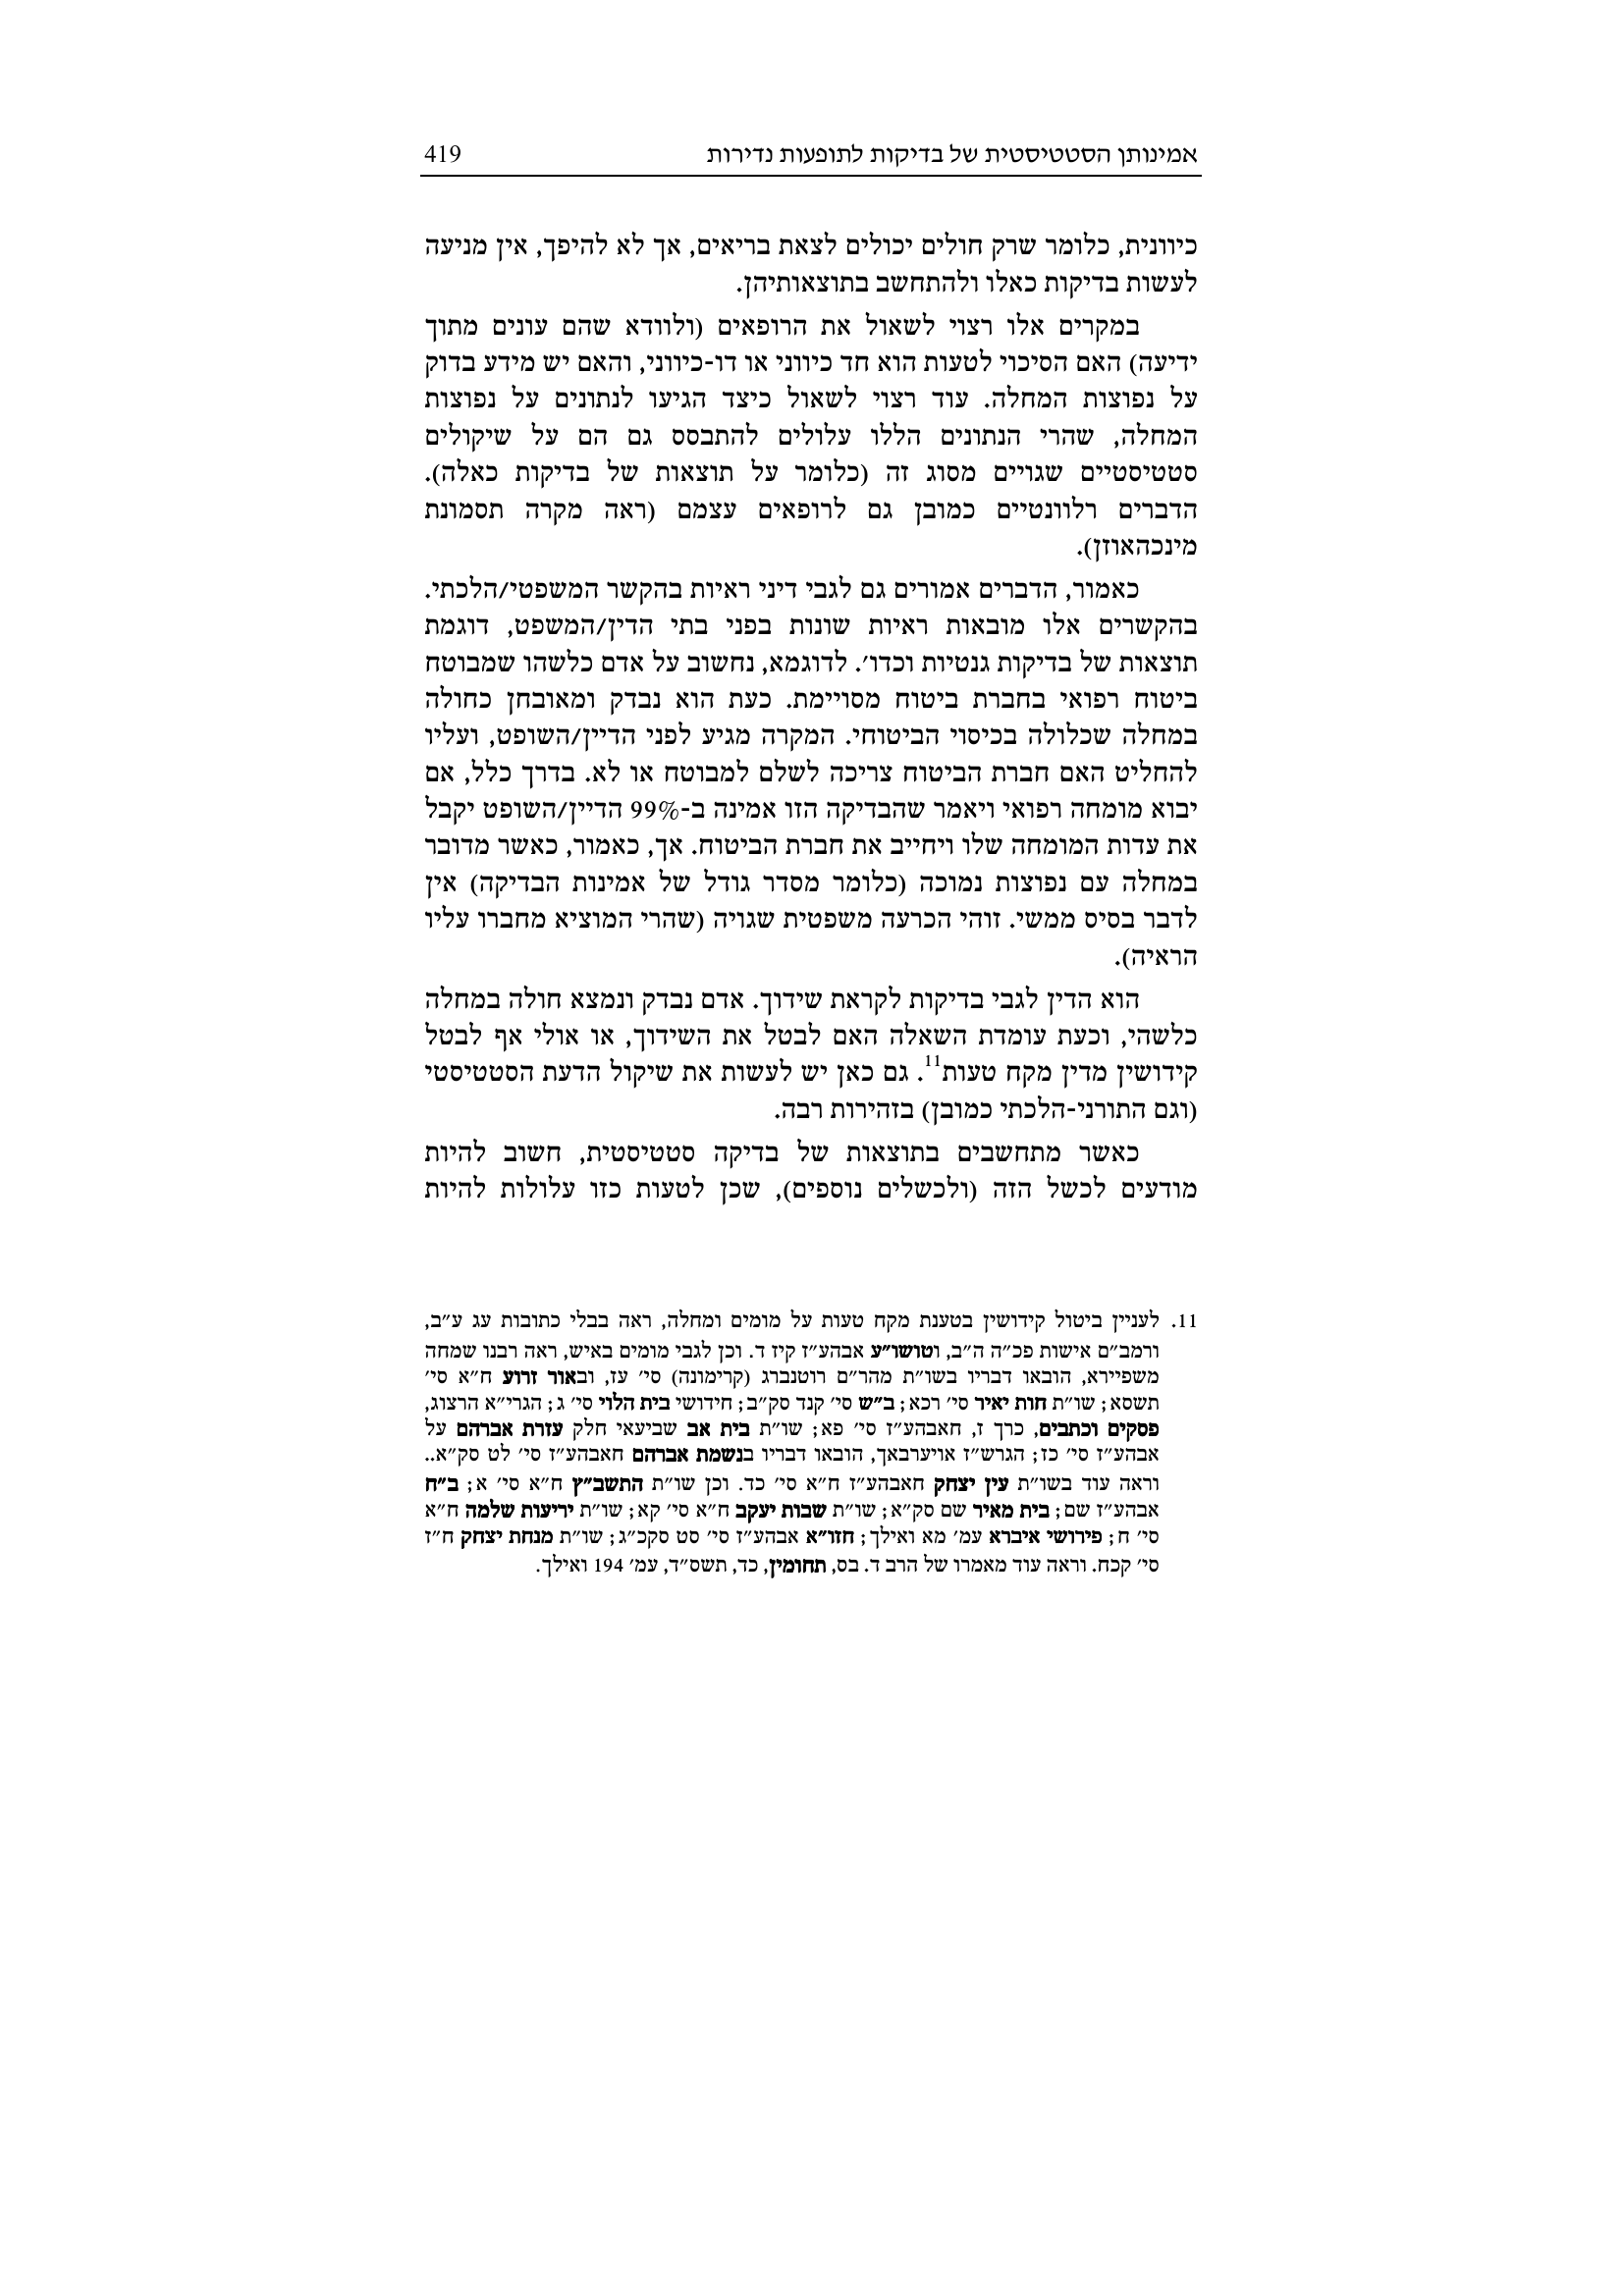 אמינותן הסטטיסטית של בדיקות לתופעות נדירות 419
כיוונית, כלומר שרק חולים יכולים לצאת בריאים, אך לא להיפך, אין מניעה
לעשות בדיקות כאלו ולהתחשב בתוצאותיהן.
במקרים אלו רצוי לשאול את הרופאים (ולוודא שהם עונים מתוך
ידיעה) האם הסיכוי לטעות הוא חד כיווני או דו-כיווני, והאם יש מידע בדוק
על נפוצות המחלה. עוד רצוי לשאול כיצד הגיעו לנתונים על נפוצות
המחלה, שהרי הנתונים הללו עלולים להתבסס גם הם על שיקולים
סטטיסטיים שגויים מסוג זה (כלומר על תוצאות של בדיקות כאלה).
הדברים רלוונטיים כמובן גם לרופאים עצמם (ראה מקרה תסמונת
מינכהאוזן).
כאמור, הדברים אמורים גם לגבי דיני ראיות בהקשר המשפטי/הלכתי.
בהקשרים אלו מובאות ראיות שונות בפני בתי הדין/המשפט, דוגמת
תוצאות של בדיקות גנטיות וכדו׳. לדוגמא, נחשוב על אדם כלשהו שמבוטח
ביטוח רפואי בחברת ביטוח מסויימת. כעת הוא נבדק ומאובחן כחולה
במחלה שכלולה בכיסוי הביטוחי. המקרה מגיע לפני הדיין/השופט, ועליו
להחליט האם חברת הביטוח צריכה לשלם למבוטח או לא. בדרך כלל, אם
יבוא מומחה רפואי ויאמר שהבדיקה הזו אמינה ב-99% הדיין/השופט יקבל
את עדות המומחה שלו ויחייב את חברת הביטוח. אך, כאמור, כאשר מדובר
במחלה עם נפוצות נמוכה (כלומר מסדר גודל של אמינות הבדיקה) אין
לדבר בסיס ממשי. זוהי הכרעה משפטית שגויה (שהרי המוציא מחברו עליו
הראיה).
הוא הדין לגבי בדיקות לקראת שידוך. אדם נבדק ונמצא חולה במחלה
כלשהי, וכעת עומדת השאלה האם לבטל את השידוך, או אולי אף לבטל
קידושין מדין מקח טעות11. גם כאן יש לעשות את שיקול הדעת הסטטיסטי
(וגם התורני-הלכתי כמובן) בזהירות רבה.
כאשר מתחשבים בתוצאות של בדיקה סטטיסטית, חשוב להיות
מודעים לכשל הזה (ולכשלים נוספים), שכן לטעות כזו עלולות להיות
11. לעניין ביטול קידושין בטענת מקח טעות על מומים ומחלה, ראה בבלי כתובות עג ע״ב,
ורמב״ם אישות פכ״ה ה״ב, וטושו״ע אבהע״ז קיז ד. וכן לגבי מומים באיש, ראה רבנו שמחה
משפיירא, הובאו דבריו בשו״ת מהר״ם רוטנברג (קרימונה) סי׳ עז, ובאור זרוע ח״א סי׳
תשסא; שו״ת חות יאיר סי׳ רכא; ב״ש סי׳ קנד סק״ב; חידושי בית הלוי סי׳ ג; הגרי״א הרצוג,
פסקים וכתבים, כרך ז, חאבהע״ז סי׳ פא; שו״ת בית אב שביעאי חלק עזרת אברהם על
אבהע״ז סי׳ כז; הגרש״ז אויערבאך, הובאו דבריו בנשמת אברהם חאבהע״ז סי׳ לט סק״א..
וראה עוד בשו״ת עין יצחק חאבהע״ז ח״א סי׳ כד. וכן שו״ת התשב״ץ ח״א סי׳ א; ב״ח
אבהע״ז שם; בית מאיר שם סק״א; שו״ת שבות יעקב ח״א סי׳ קא; שו״ת יריעות שלמה ח״א
סי׳ ח; פירושי איברא עמ׳ מא ואילך; חזו״א אבהע״ז סי׳ סט סקכ״ג; שו״ת מנחת יצחק ח״ז
סי׳ קכח. וראה עוד מאמרו של הרב ד. בס, תחומין, כד, תשס״ד, עמ׳ 194 ואילך.